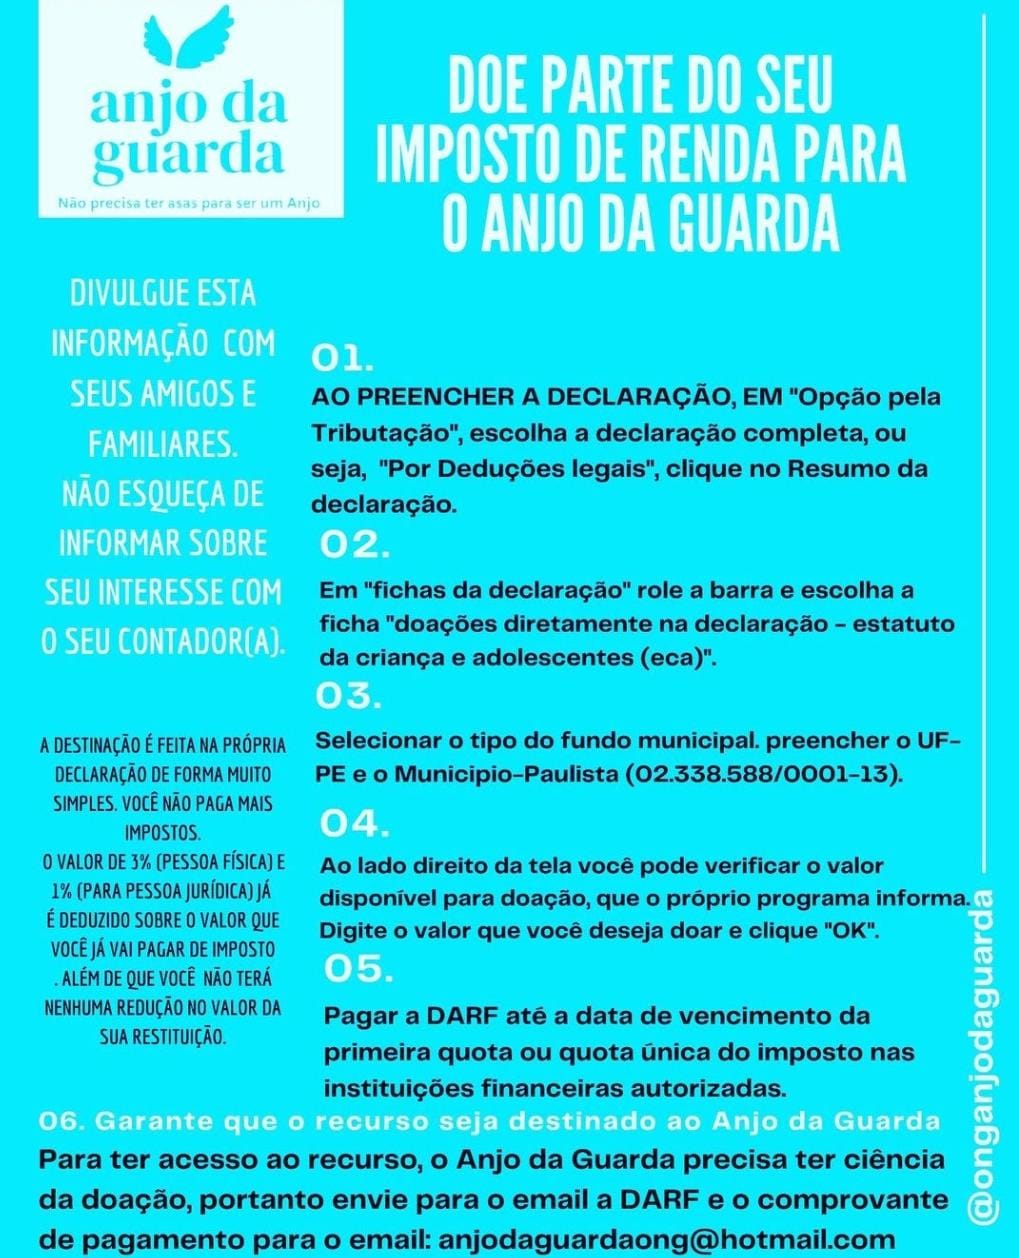 anjo da
guarda
Não precisa ter asas para ser um Anjo
DOE PARTE DO SEU
IMPOSTO DE RENDA PARA
O ANJO DA GUARDA
DIVULGUE ESTA
INFORMAÇÃO COM
SEUS AMIGOS E
FAMILIARES.
NÃO ESQUEÇA DE
INFORMAR SOBRE
SEU INTERESSE COM
O SEU CONTADOR(A).
A DESTINAÇÃO É FEITA NA PRÓPRIA
DECLARAÇÃO DE FORMA MUITO
SIMPLES. VOCÊ NÃO PAGA MAIS
IMPOSTOS.
O VALOR DE 3% (PESSOA FÍSICA) E
1% (PARA PESSOA JURÍDICA) JÁ
É DEDUZIDO SOBRE O VALOR QUE
VOCÊ JÁ VAI PAGAR DE IMPOSTO
. ALÉM DE QUE VOCÊ NÃO TERÁ
NENHUMA REDUÇÃO NO VALOR DA
SUA RESTITUIÇÃO.
01.
AO PREENCHER A DECLARAÇÃO, EM "Opção pela
Tributação", escolha a declaração completa, ou
seja, "Por Deduções legais", clique no Resumo da
declaração.
02.
Em "fichas da declaração" role a barra e escolha a
ficha "doações diretamente na declaração - estatuto
da criança e adolescentes (eca)".
03.
Selecionar o tipo do fundo municipal. preencher o UF-
PE e o Municipio-Paulista (02.338.588/0001-13).
04.
Ao lado direito da tela você pode verificar o valor
disponível para doação, que o próprio programa informa.
Digite o valor que você deseja doar e clique "OK".
05.
Pagar a DARF até a data de vencimento da
primeira quota ou quota única do imposto nas
instituições financeiras autorizadas.
06. Garante que o recurso seja destinado ao Anjo da Guarda
Para ter acesso ao recurso, o Anjo da Guarda precisa ter ciência
da doação, portanto envie para o email a DARF e o comprovante
de pagamento para o email: anjodaguardaong@hotmail.com
@onganjodaguarda